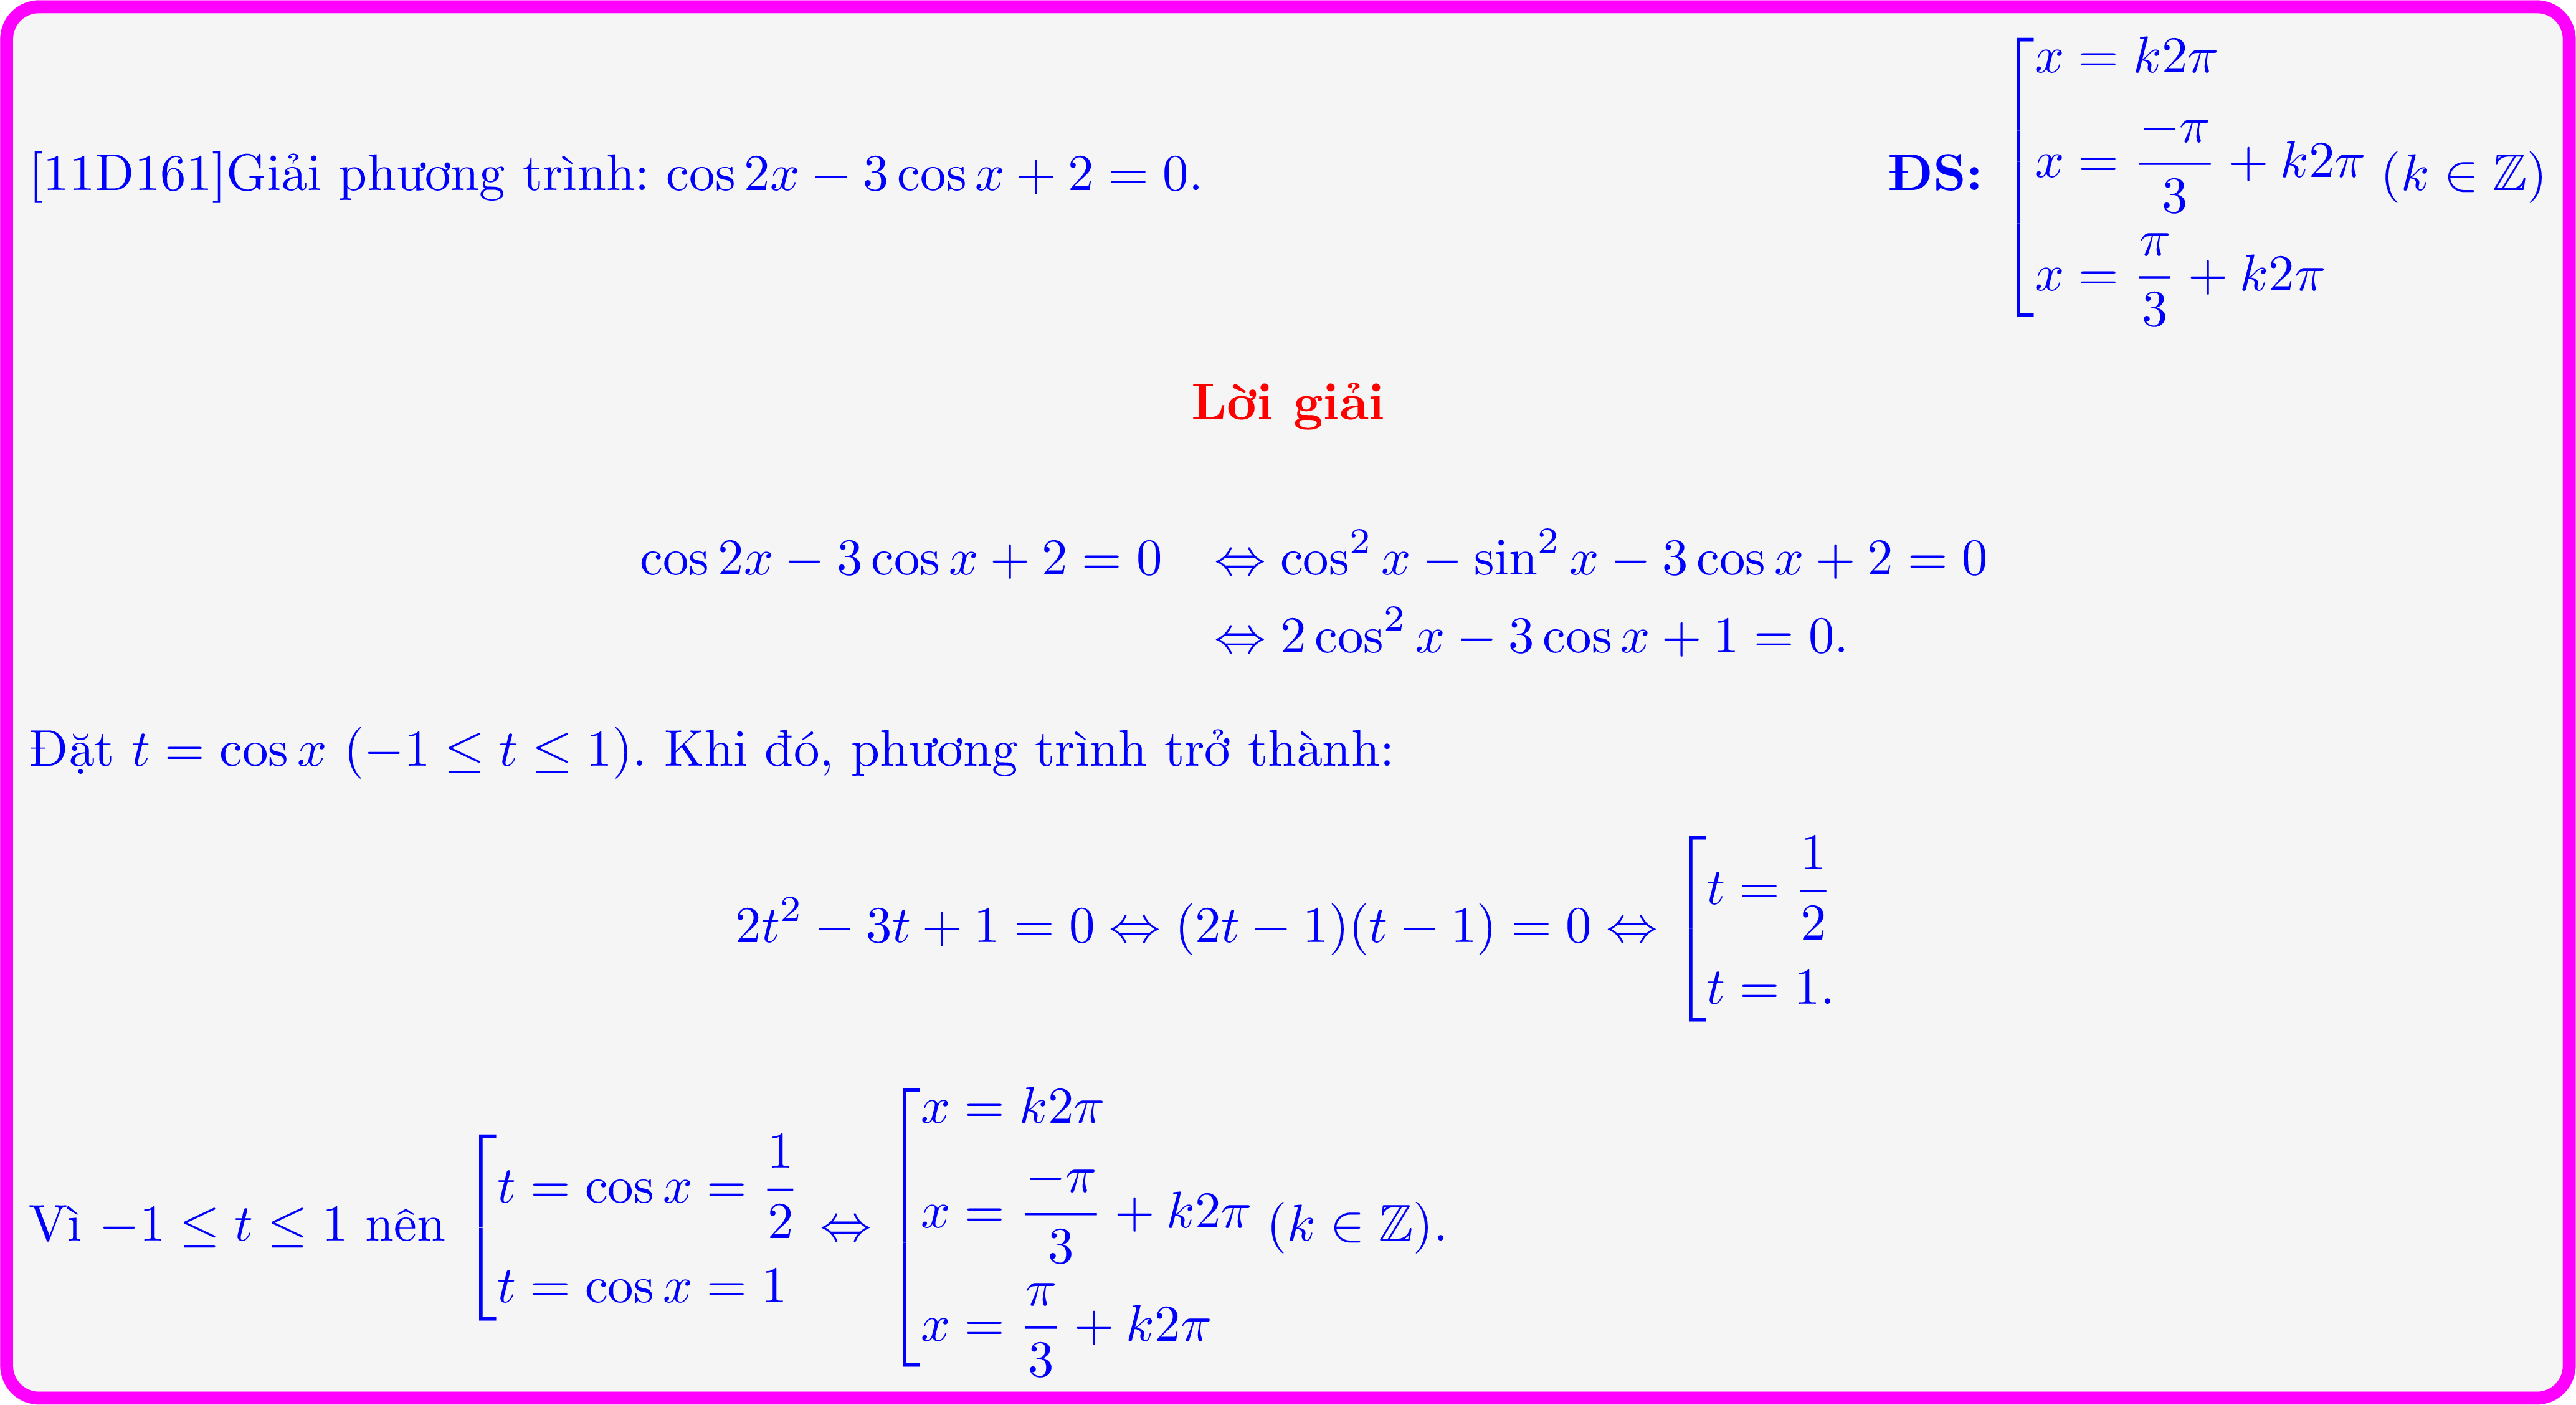 [11D161]Giải phương trình: $\cos 2x - 3\cos x + 2 = 0.$ ĐS: $\left[\begin{array}{l} x = k2\pi \\ x = \dfrac{-\pi}{3} + k2\pi \\ x = \dfrac{\pi}{3} + k2\pi \end{array}\right. (k \in \mathbb{Z})$
Lời giải
$\cos 2x - 3\cos x + 2 = 0 \Leftrightarrow \cos^2 x - \sin^2 x - 3\cos x + 2 = 0$
$\Leftrightarrow 2\cos^2 x - 3\cos x + 1 = 0.$
Đặt $t = \cos x \ (-1 \leq t \leq 1)$. Khi đó, phương trình trở thành:
$2t^2 - 3t + 1 = 0 \Leftrightarrow (2t - 1)(t - 1) = 0 \Leftrightarrow \left[\begin{array}{l} t = \dfrac{1}{2} \\ t = 1. \end{array}\right.$
Vì $-1 \leq t \leq 1$ nên $\left[\begin{array}{l} t = \cos x = \dfrac{1}{2} \\ t = \cos x = 1 \end{array}\right. \Leftrightarrow \left[\begin{array}{l} x = k2\pi \\ x = \dfrac{-\pi}{3} + k2\pi \\ x = \dfrac{\pi}{3} + k2\pi \end{array}\right. (k \in \mathbb{Z}).$